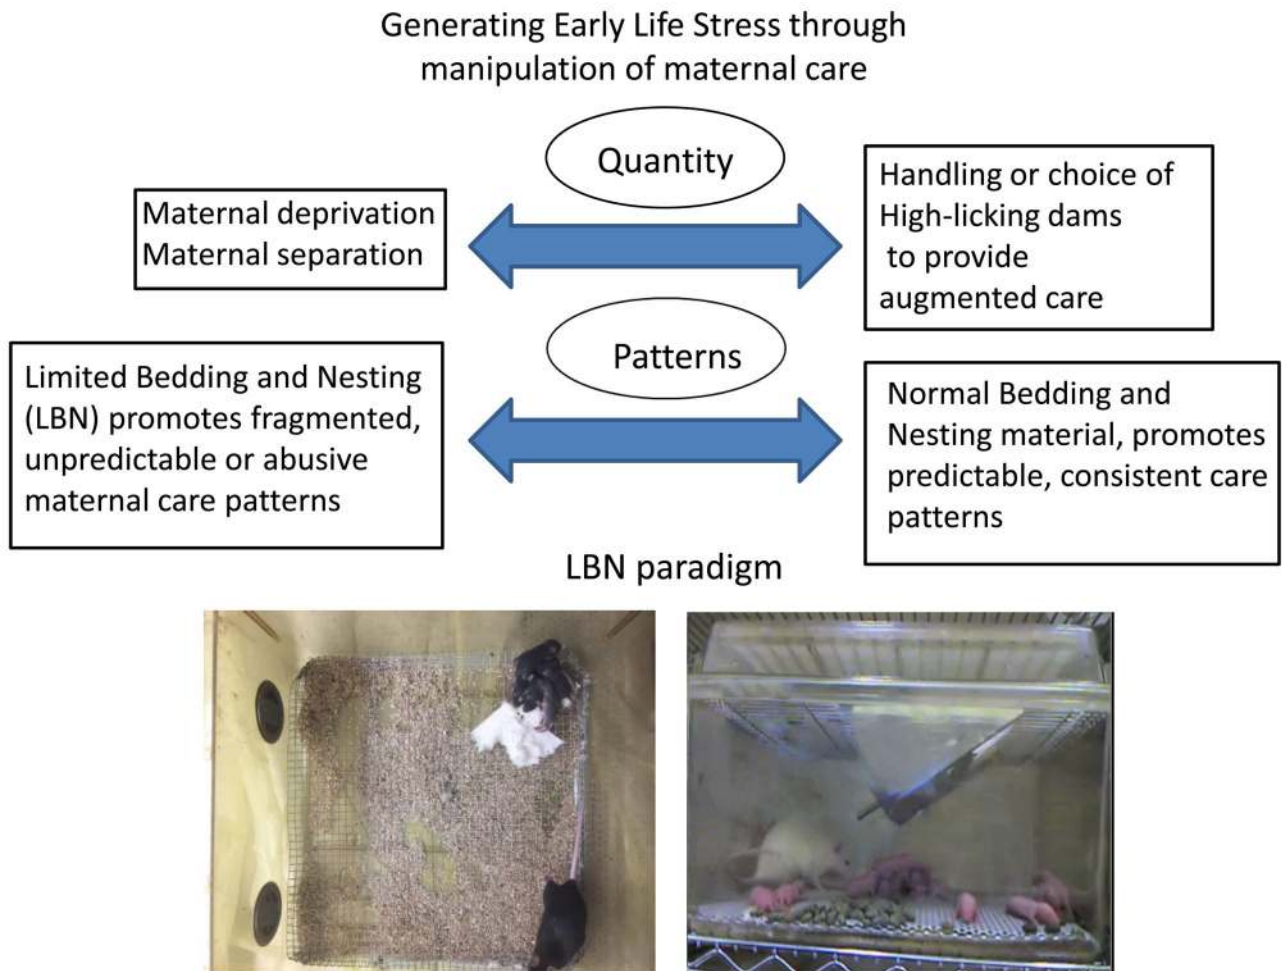 Generating Early Life Stress through
manipulation of maternal care
Quantity
Maternal deprivation
Maternal separation
Handling or choice of
High-licking dams
to provide
augmented care
Patterns
Limited Bedding and Nesting
(LBN) promotes fragmented,
unpredictable or abusive
maternal care patterns
Normal Bedding and
Nesting material, promotes
predictable, consistent care
patterns
LBN paradigm